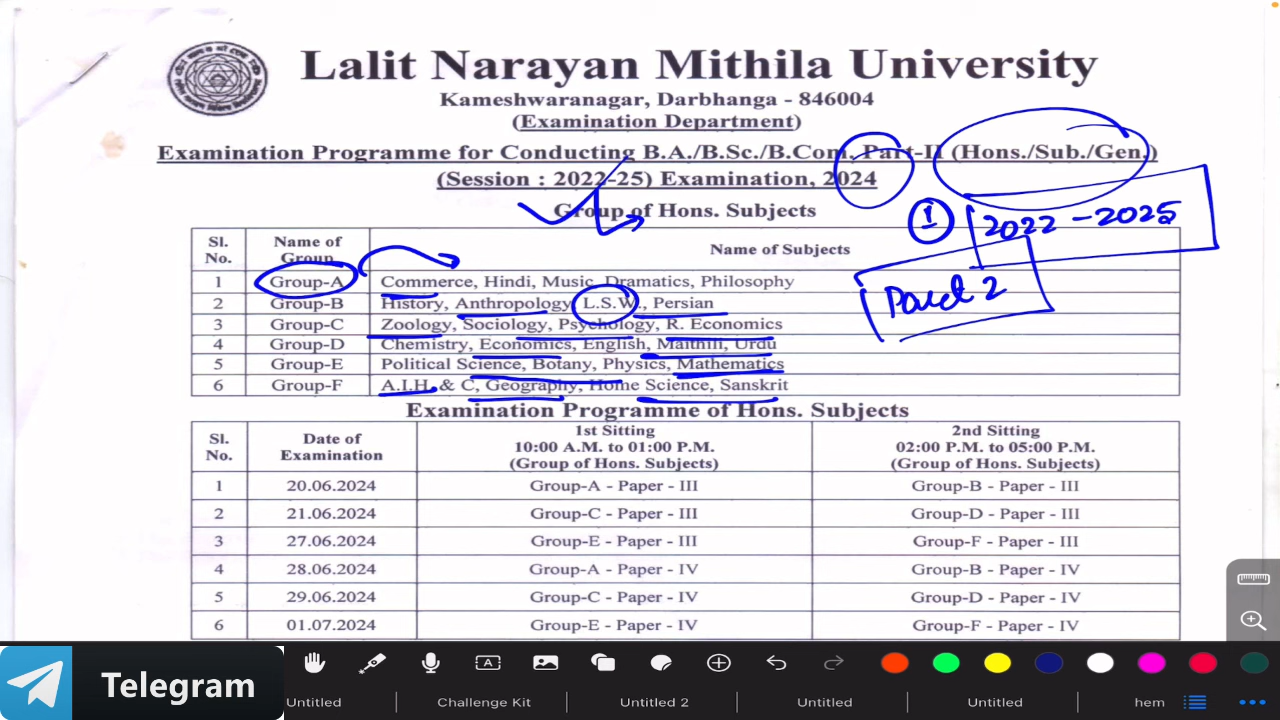 Lalit Narayan Mithila University
Kameshwaranagar, Darbhanga - 846004
(Examination Department)
Examination Programme for Conducting B.A./B.Sc./B.Com. Part-II (Hons./Sub./Gen.)
(Session : 2022-25) Examination, 2024
Group of Hons. Subjects
1 2022 - 2025
Part 2
Sl. No. Name of Group Name of Subjects
1 Group-A Commerce, Hindi, Music, Dramatics, Philosophy
2 Group-B History, Anthropology, L.S.W., Persian
3 Group-C Zoology, Sociology, Psychology, R. Economics
4 Group-D Chemistry, Economics, English, Maithili, Urdu
5 Group-E Political Science, Botany, Physics, Mathematics
6 Group-F A.I.H. & C, Geography, Home Science, Sanskrit
Examination Programme of Hons. Subjects
Sl. No. Date of Examination 1st Sitting 10:00 A.M. to 01:00 P.M. (Group of Hons. Subjects) 2nd Sitting 02:00 P.M. to 05:00 P.M. (Group of Hons. Subjects)
1 20.06.2024 Group-A - Paper - III Group-B - Paper - III
2 21.06.2024 Group-C - Paper - III Group-D - Paper - III
3 27.06.2024 Group-E - Paper - III Group-F - Paper - III
4 28.06.2024 Group-A - Paper - IV Group-B - Paper - IV
5 29.06.2024 Group-C - Paper - IV Group-D - Paper - IV
6 01.07.2024 Group-E - Paper - IV Group-F - Paper - IV
Telegram
Untitled Challenge Kit Untitled 2 Untitled Untitled hem